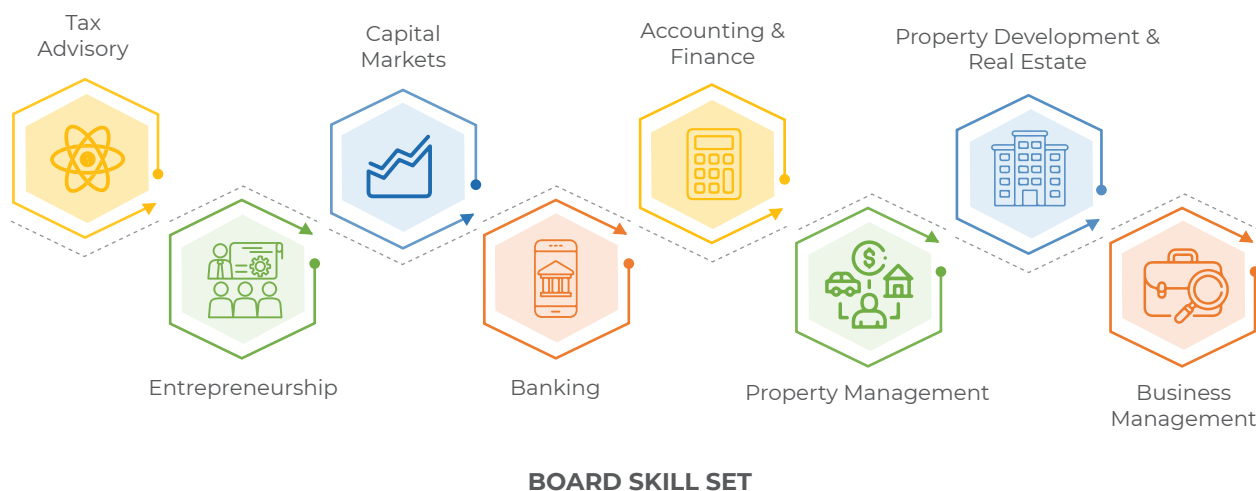 Tax
Advisory
Capital
Markets
Accounting &
Finance
Property Development &
Real Estate
Entrepreneurship
Banking
Property Management
Business
Management
BOARD SKILL SET